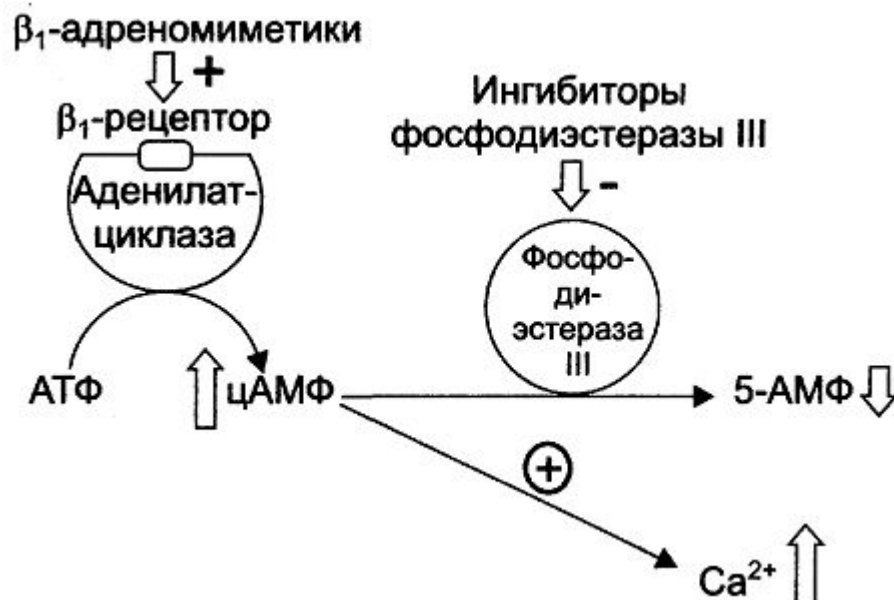 β₁-адреномиметики
+
β₁-рецептор
Аденилат-
циклаза
Ингибиторы
фосфодиэстеразы III
-
Фосфо-
ди-
эстераза
III
АТФ
цАМФ
5-АМФ
+
Ca²⁺